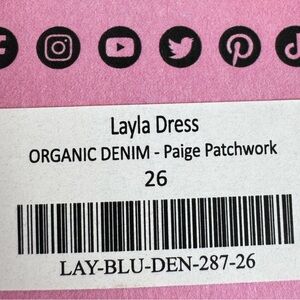 Layla Dress
ORGANIC DENIM - Paige Patchwork
26
LAY-BLU-DEN-287-26